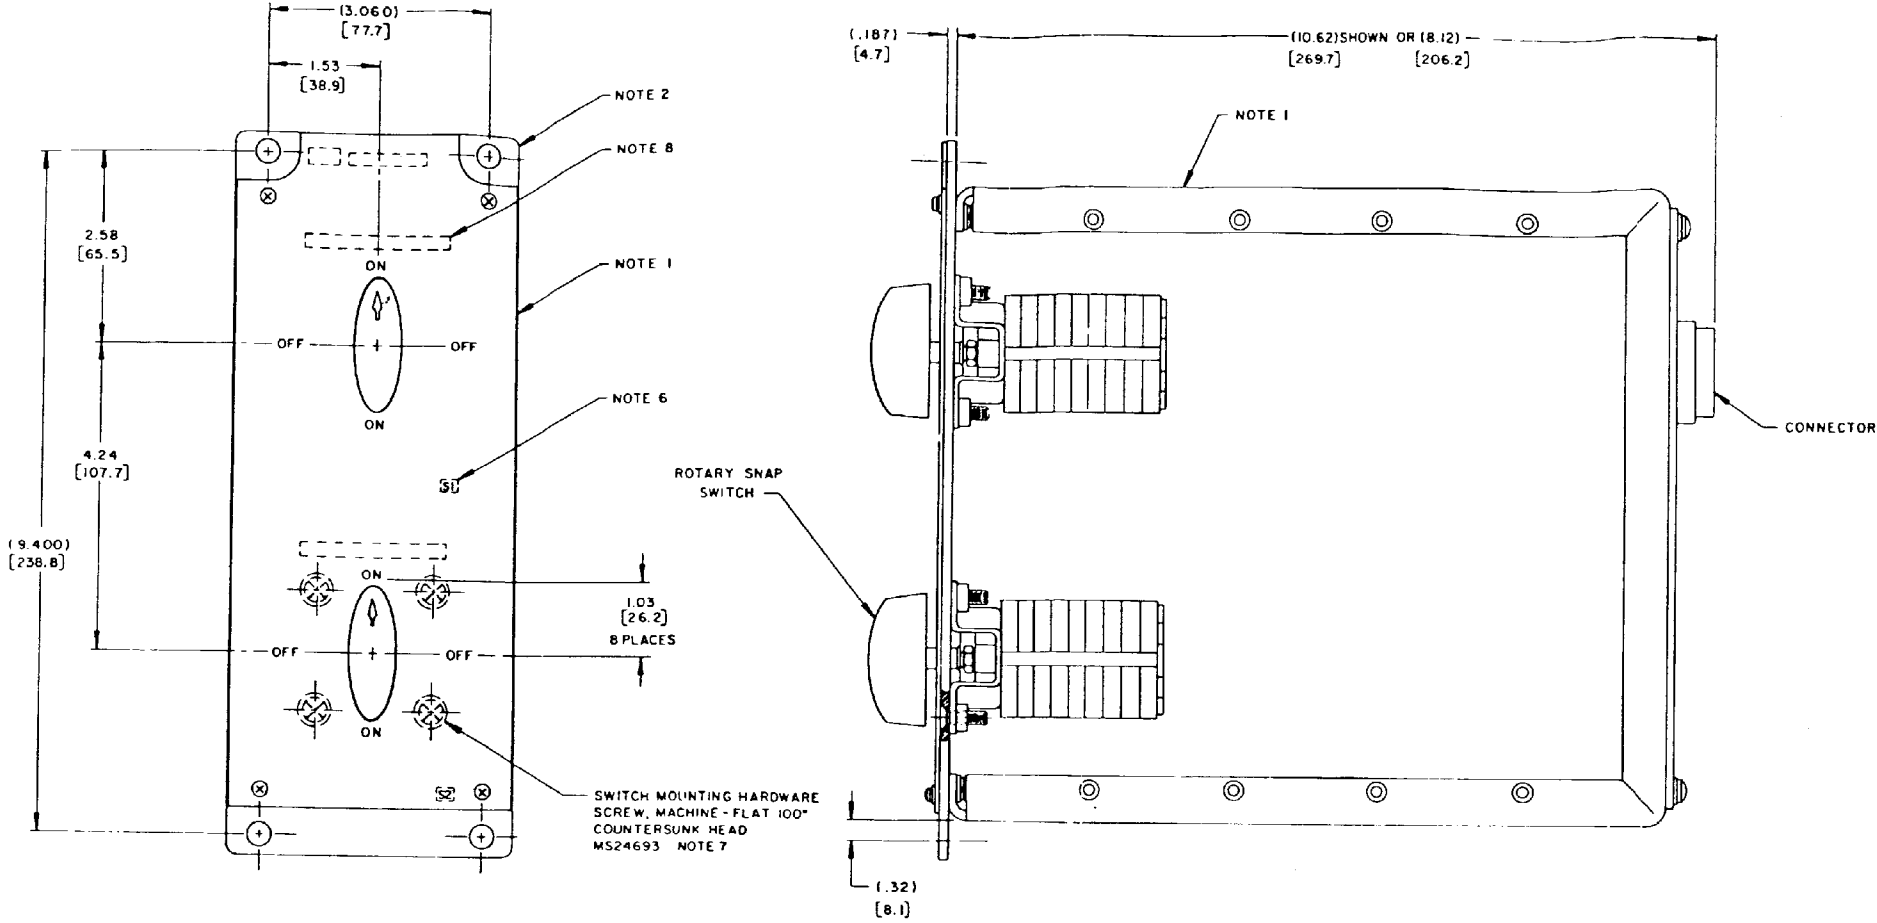 (3.060)
[77.7]
1.53
[38.9]
NOTE 2
NOTE 8
2.58
[65.5]
ON
NOTE 1
OFF
OFF
ON
NOTE 6
4.24
[107.7]
S1
(9.400)
[238.8]
ON
1.03
[26.2]
8 PLACES
OFF
OFF
ON
S2
SWITCH MOUNTING HARDWARE
SCREW, MACHINE - FLAT 100°
COUNTERSUNK HEAD
MS24693 NOTE 7
(.187)
[4.7]
(10.62) SHOWN OR (8.12)
[269.7] [206.2]
NOTE 1
CONNECTOR
ROTARY SNAP
SWITCH
(.32)
[8.1]